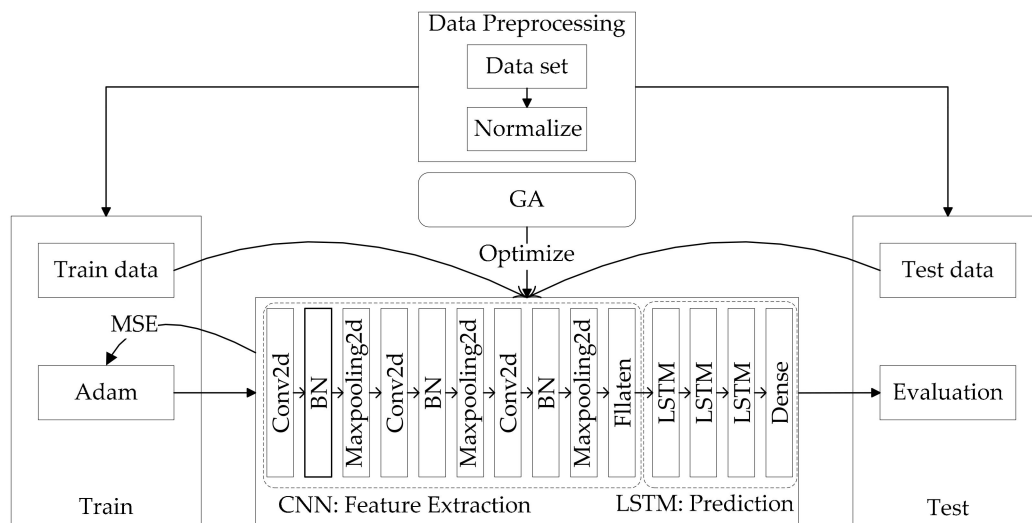 Data Preprocessing
Data set
Normalize
GA
Optimize
Train data
Test data
MSE
Adam
Evaluation
Conv2d
BN
Maxpooling2d
Conv2d
BN
Maxpooling2d
Conv2d
BN
Maxpooling2d
Fllaten
LSTM
LSTM
LSTM
Dense
CNN: Feature Extraction
LSTM: Prediction
Train
Test